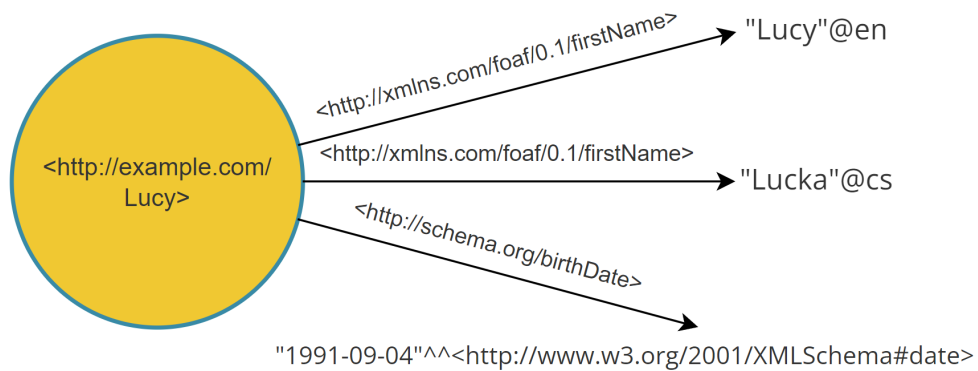 <http://xmlns.com/foaf/0.1/firstName>
"Lucy"@en
<http://example.com/
Lucy>
<http://xmlns.com/foaf/0.1/firstName>
"Lucka"@cs
<http://schema.org/birthDate>
"1991-09-04"^^<http://www.w3.org/2001/XMLSchema#date>